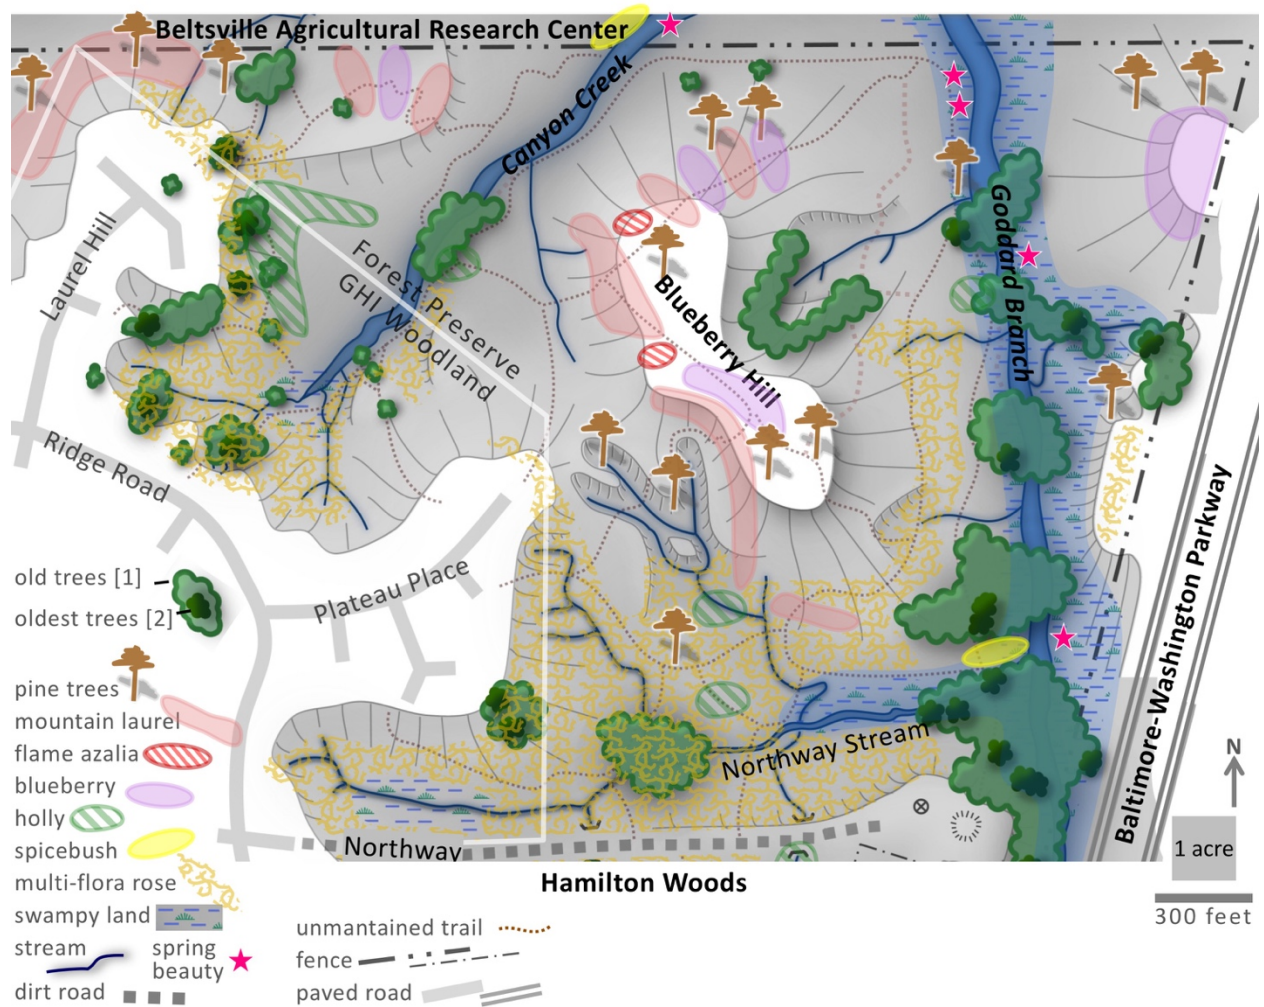 Beltsville Agricultural Research Center
Canyon Creek
Goddard Branch
Laurel Hill
Forest Preserve
GHI Woodland
Blueberry Hill
Ridge Road
Plateau Place
Baltimore-Washington Parkway
Northway Stream
Northway
Hamilton Woods
old trees [1]
oldest trees [2]
pine trees
mountain laurel
flame azalia
blueberry
holly
spicebush
multi-flora rose
swampy land
stream
spring
beauty
dirt road
unmantained trail
fence
paved road
N
1 acre
300 feet